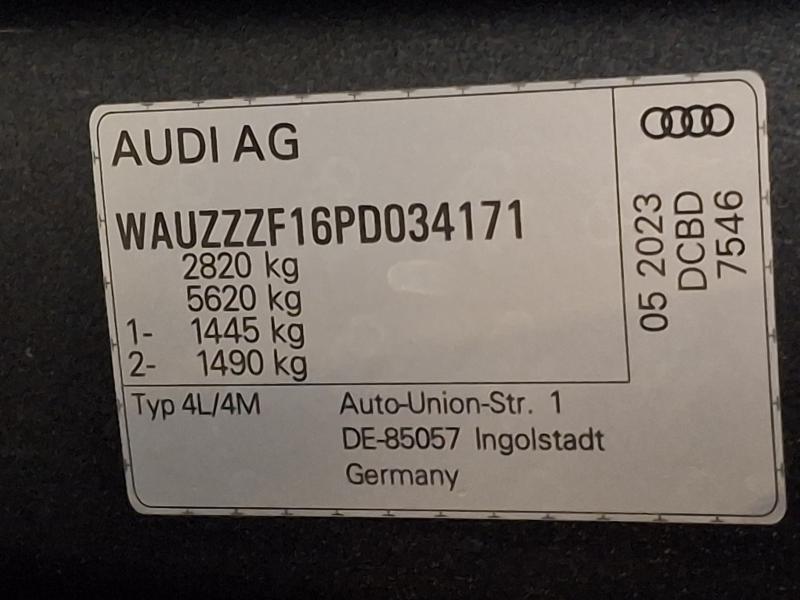 AUDI AG
WAUZZZF16PD034171
2820 kg
5620 kg
1- 1445 kg
2- 1490 kg
Typ 4L/4M
Auto-Union-Str. 1
DE-85057 Ingolstadt
Germany
05 2023
DCBD
7546